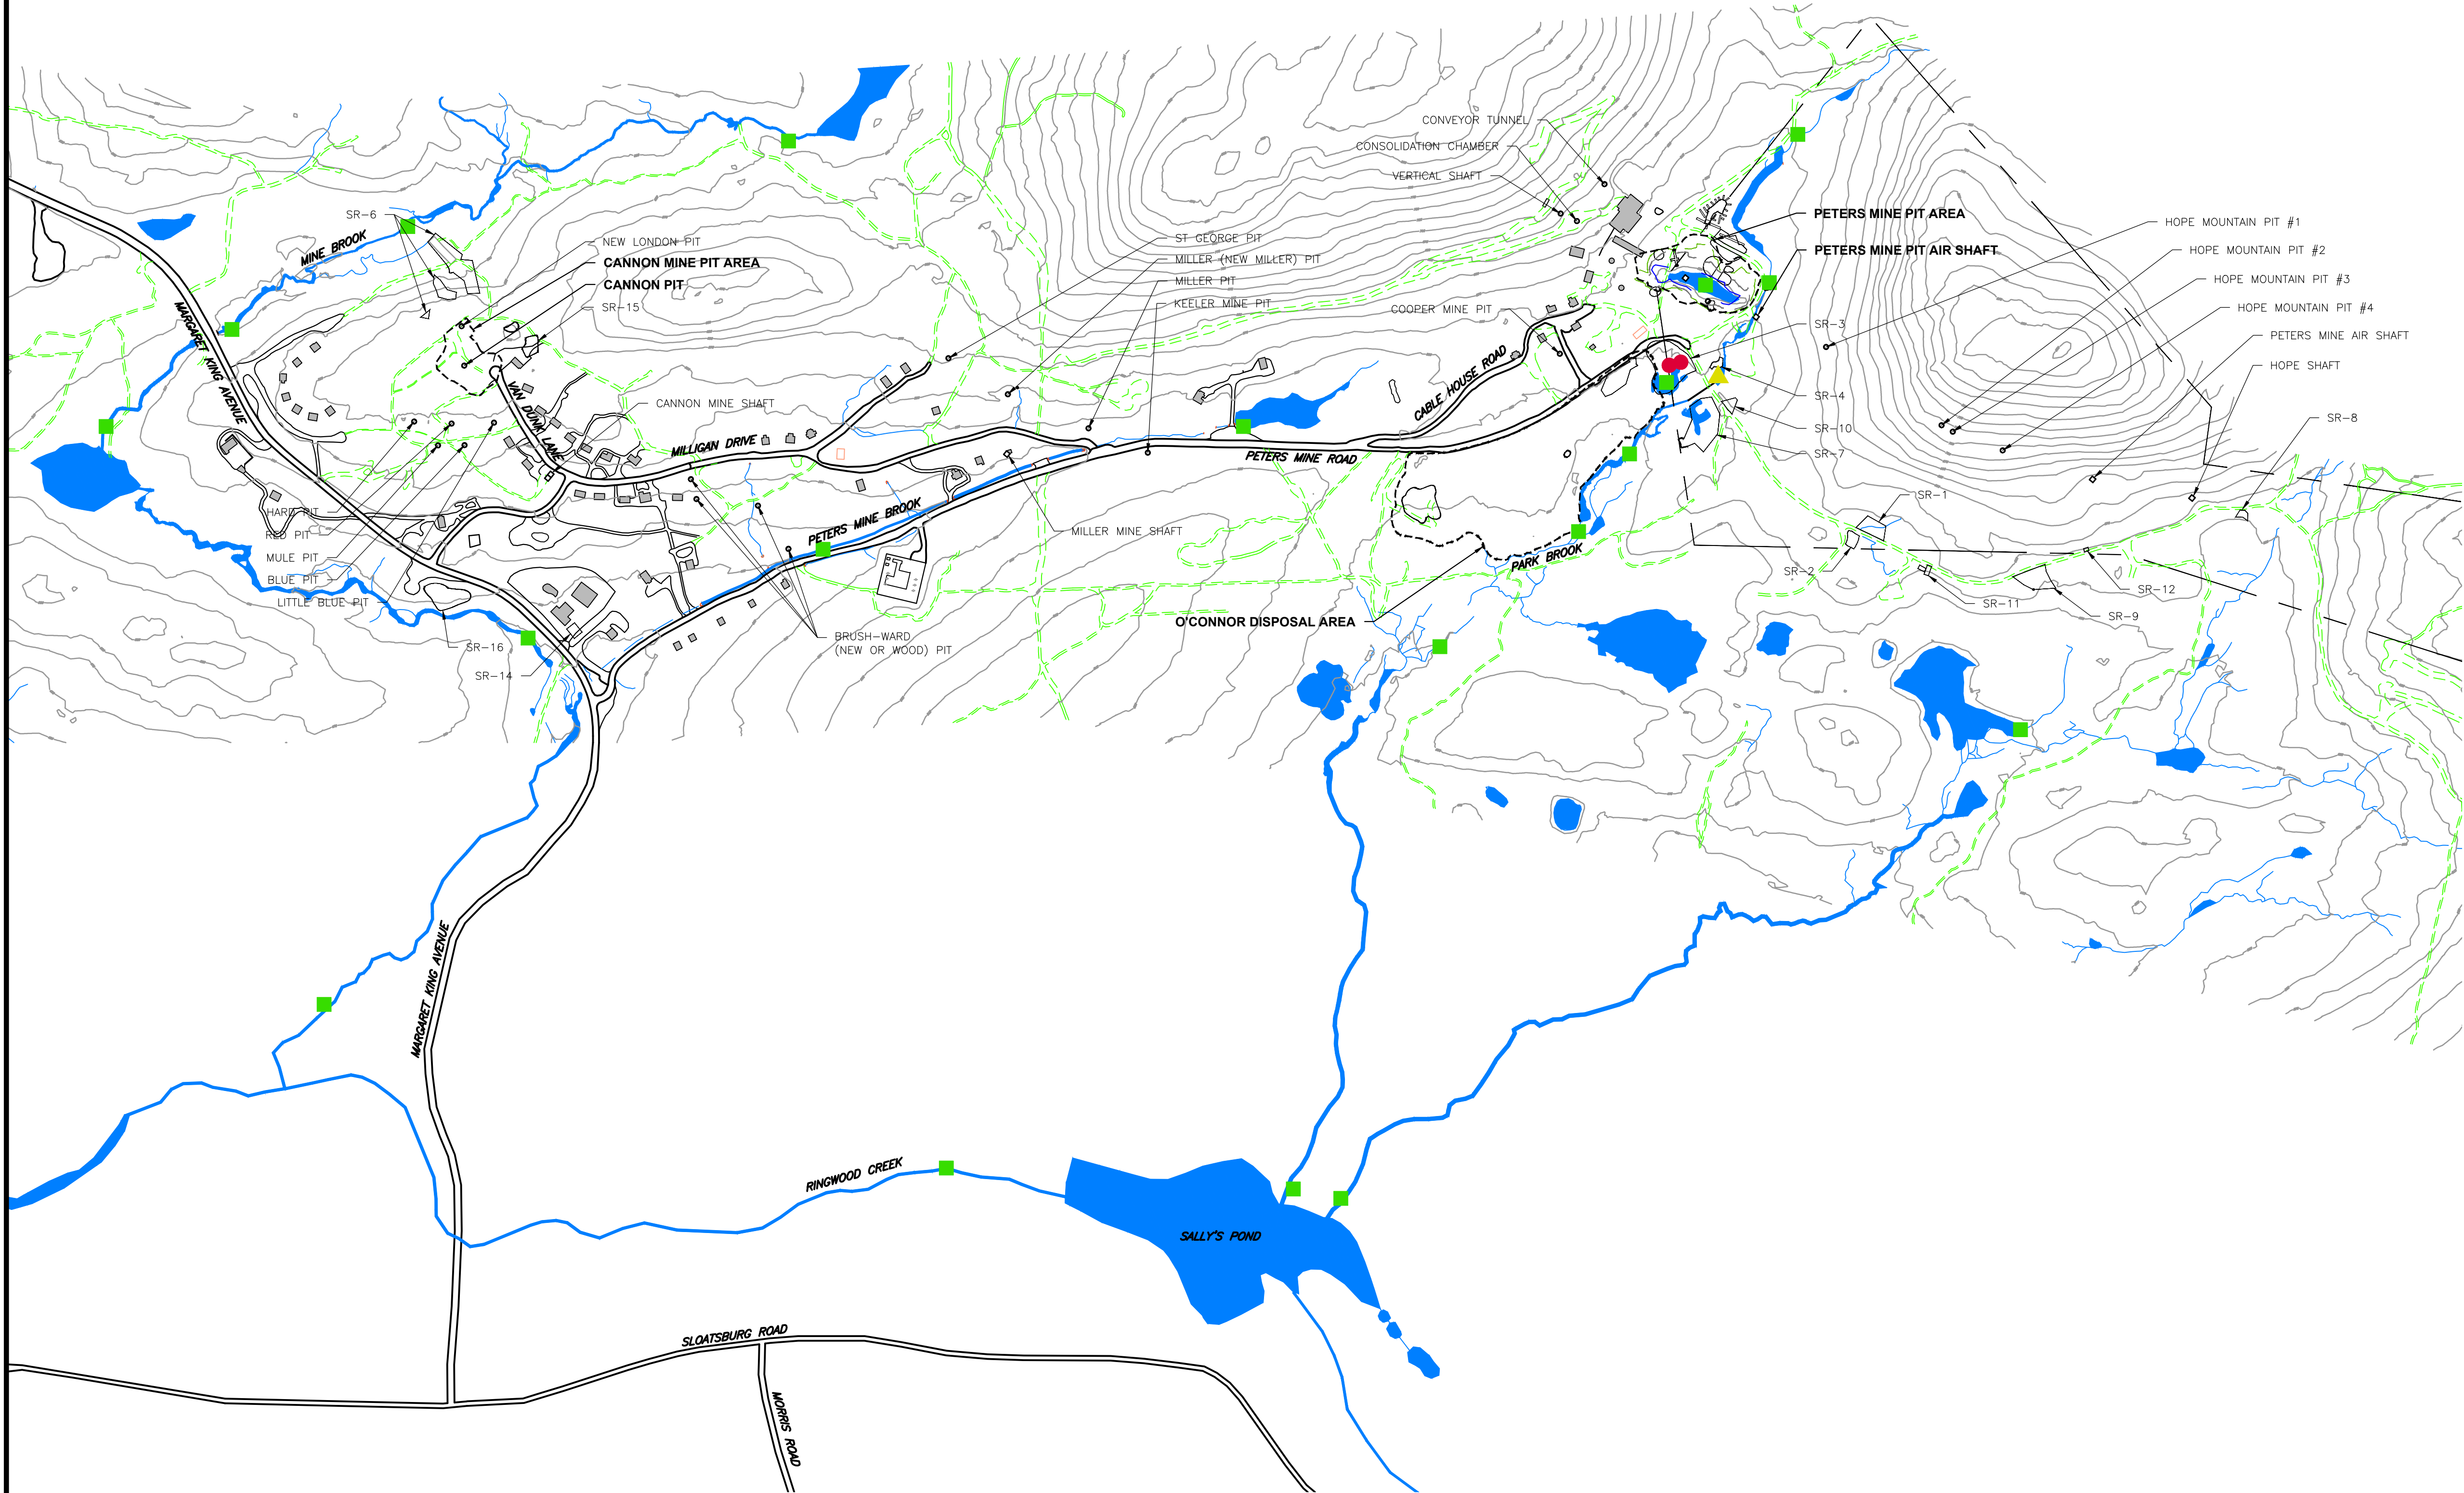 CONVEYOR TUNNEL
CONSOLIDATION CHAMBER
VERTICAL SHAFT
SR-6
MINE BROOK
NEW LONDON PIT
CANNON MINE PIT AREA
CANNON PIT
SR-15
ST GEORGE PIT
MILLER (NEW MILLER) PIT
MILLER PIT
KEELER MINE PIT
COOPER MINE PIT
PETERS MINE PIT AREA
PETERS MINE PIT AIR SHAFT
HOPE MOUNTAIN PIT #1
HOPE MOUNTAIN PIT #2
HOPE MOUNTAIN PIT #3
HOPE MOUNTAIN PIT #4
PETERS MINE AIR SHAFT
HOPE SHAFT
SR-8
SR-3
SR-4
SR-10
SR-7
MARGARET KING AVENUE
VAN DUNK LANE
CANNON MINE SHAFT
MILLIGAN DRIVE
CABLE HOUSE ROAD
PETERS MINE ROAD
HARD PIT
RED PIT
MULE PIT
BLUE PIT
LITTLE BLUE PIT
PETERS MINE BROOK
MILLER MINE SHAFT
SR-1
SR-2
PARK BROOK
SR-11
SR-12
SR-9
O'CONNOR DISPOSAL AREA
BRUSH-WARD
(NEW OR WOOD) PIT
SR-16
SR-14
MARGARET KING AVENUE
RINGWOOD CREEK
SALLY'S POND
SLOATSBURG ROAD
MORRIS ROAD